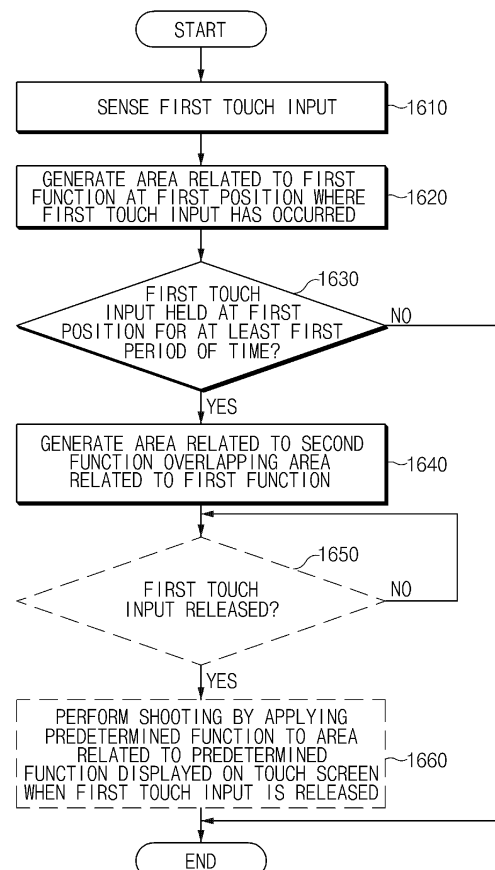 START
SENSE FIRST TOUCH INPUT
1610
GENERATE AREA RELATED TO FIRST
FUNCTION AT FIRST POSITION WHERE
FIRST TOUCH INPUT HAS OCCURRED
1620
1630
FIRST TOUCH
INPUT HELD AT FIRST
POSITION FOR AT LEAST FIRST
PERIOD OF TIME?
NO
YES
GENERATE AREA RELATED TO SECOND
FUNCTION OVERLAPPING AREA
RELATED TO FIRST FUNCTION
1640
1650
FIRST TOUCH
INPUT RELEASED?
NO
YES
PERFORM SHOOTING BY APPLYING
PREDETERMINED FUNCTION TO AREA
RELATED TO PREDETERMINED
FUNCTION DISPLAYED ON TOUCH SCREEN
WHEN FIRST TOUCH INPUT IS RELEASED
1660
END